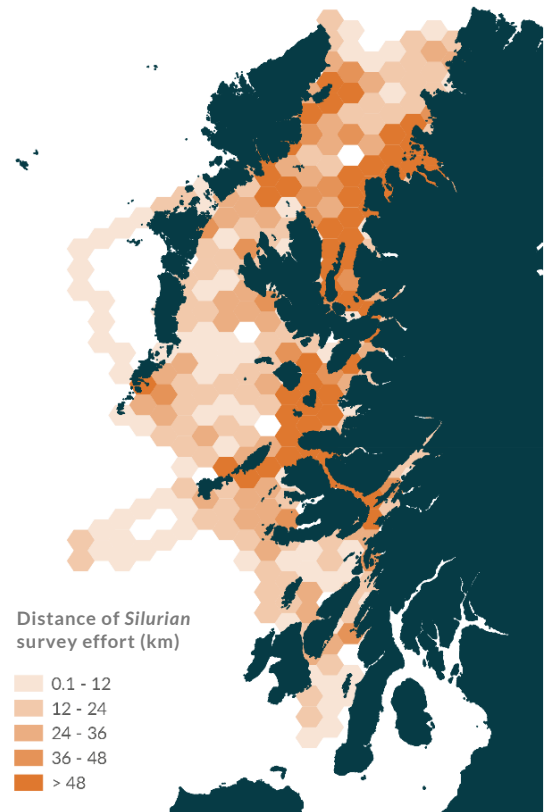 Distance of Silurian
survey effort (km)
0.1 - 12
12 - 24
24 - 36
36 - 48
> 48